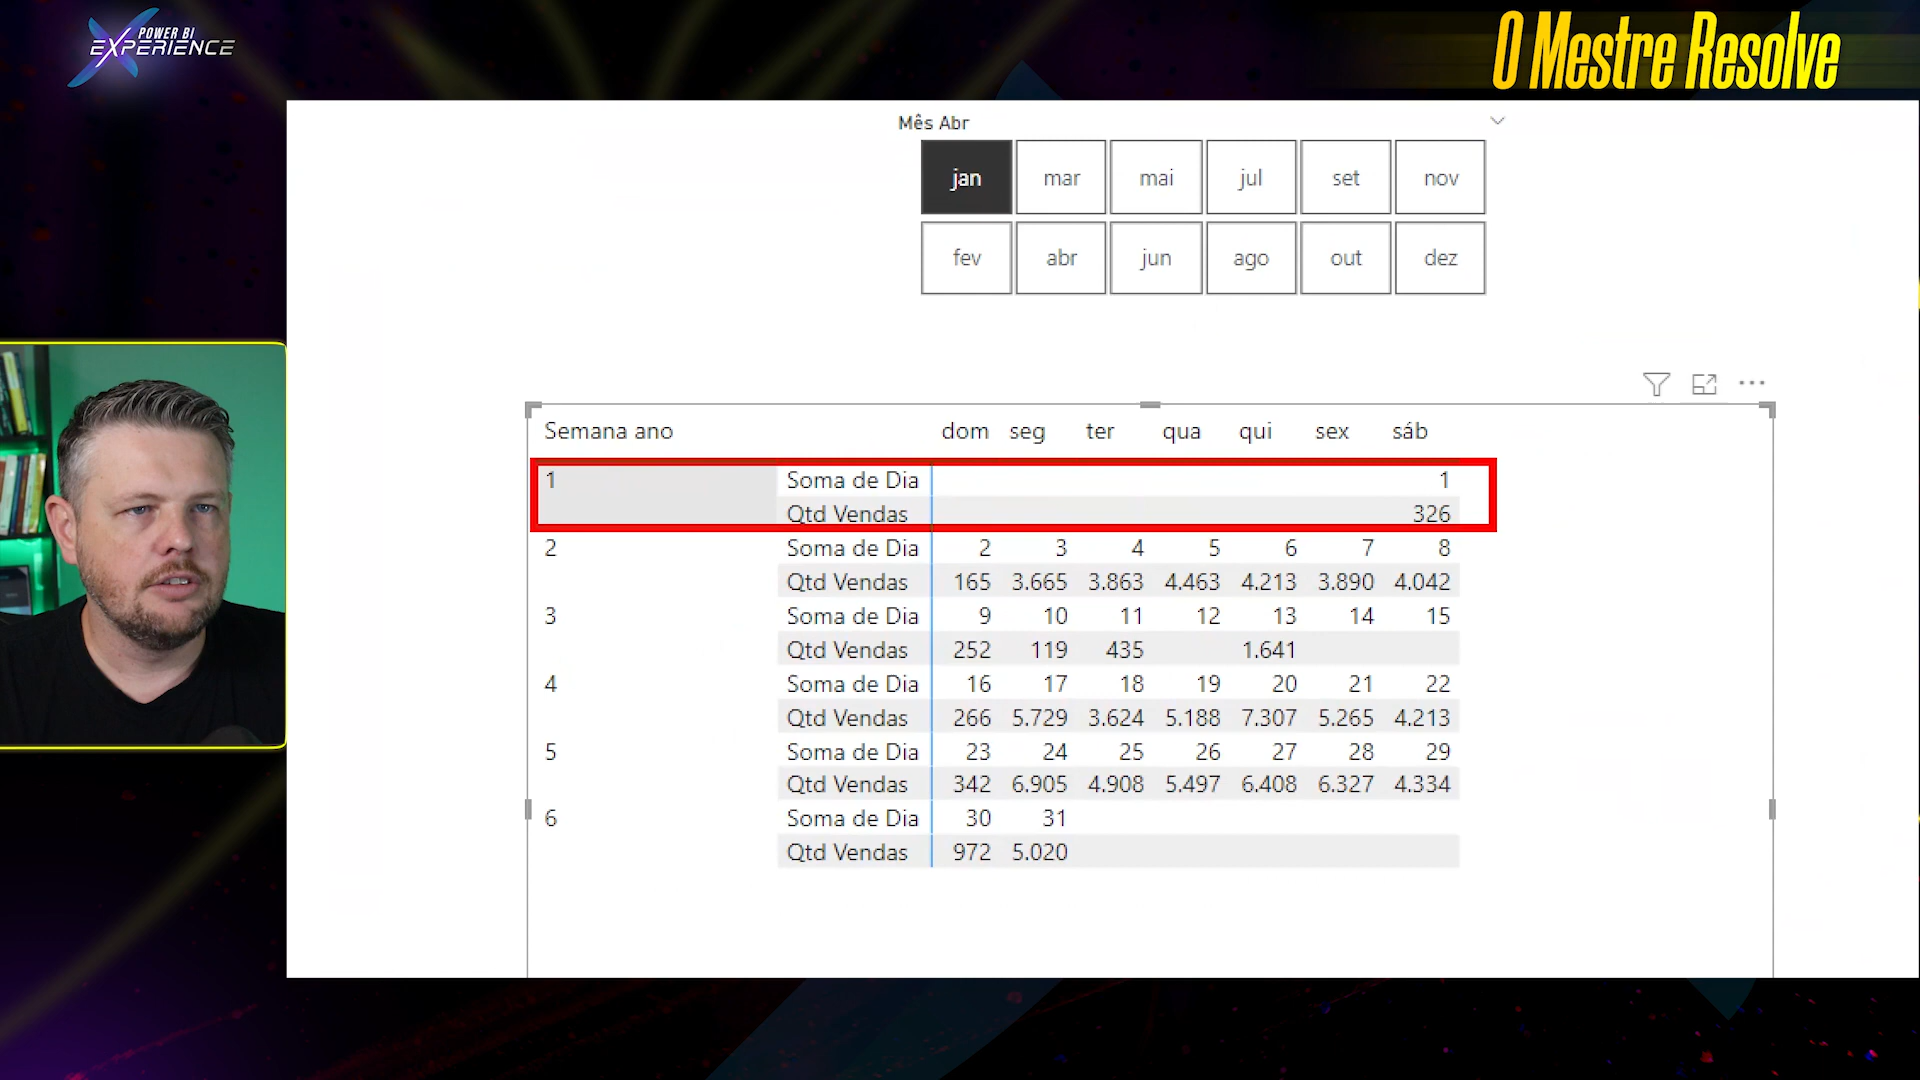 POWER BI
EXPERIENCE
O Mestre Resolve
Mês Abr
jan mar mai jul set nov
fev abr jun ago out dez
Semana ano dom seg ter qua qui sex sáb
1 Soma de Dia 1
Qtd Vendas 326
2 Soma de Dia 2 3 4 5 6 7 8
Qtd Vendas 165 3.665 3.863 4.463 4.213 3.890 4.042
3 Soma de Dia 9 10 11 12 13 14 15
Qtd Vendas 252 119 435 1.641
4 Soma de Dia 16 17 18 19 20 21 22
Qtd Vendas 266 5.729 3.624 5.188 7.307 5.265 4.213
5 Soma de Dia 23 24 25 26 27 28 29
Qtd Vendas 342 6.905 4.908 5.497 6.408 6.327 4.334
6 Soma de Dia 30 31
Qtd Vendas 972 5.020